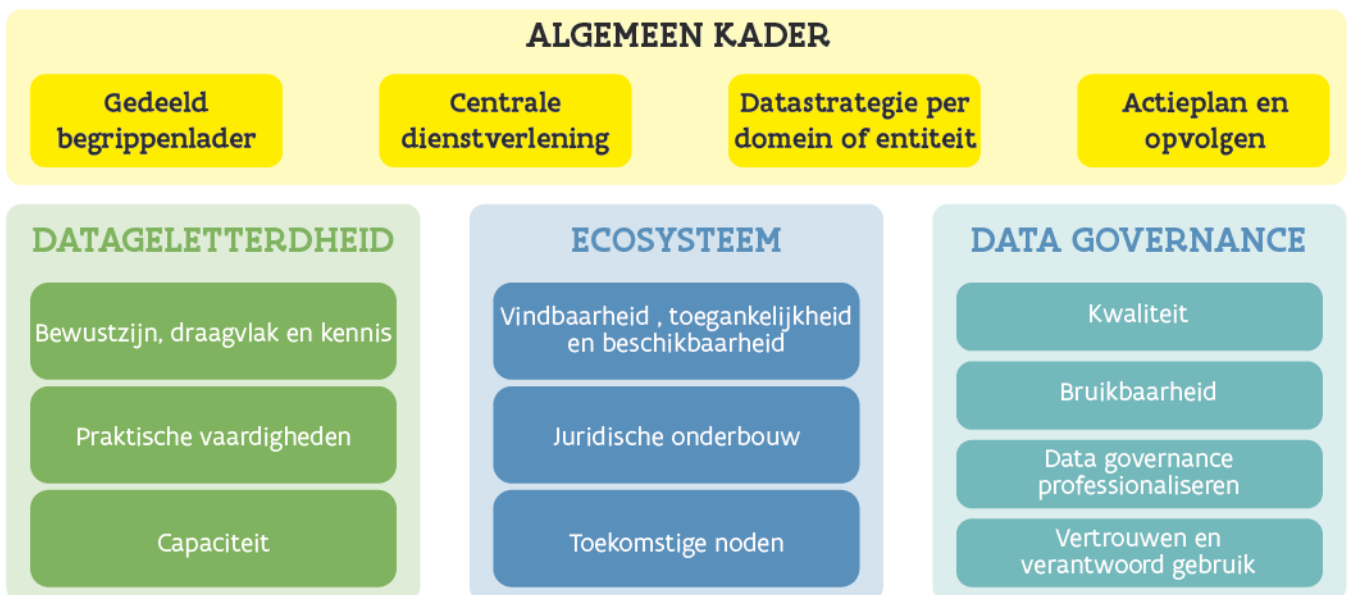 ALGEMEEN KADER
Gedeeld
begrippenlader
Centrale
dienstverlening
Datastrategie per
domein of entiteit
Actieplan en
opvolgen
DATAGELETTERDHEID
Bewustzijn, draagvlak en kennis
Praktische vaardigheden
Capaciteit
ECOSYSTEEM
Vindbaarheid , toegankelijkheid
en beschikbaarheid
Juridische onderbouw
Toekomstige noden
DATA GOVERNANCE
Kwaliteit
Bruikbaarheid
Data governance
professionaliseren
Vertrouwen en
verantwoord gebruik